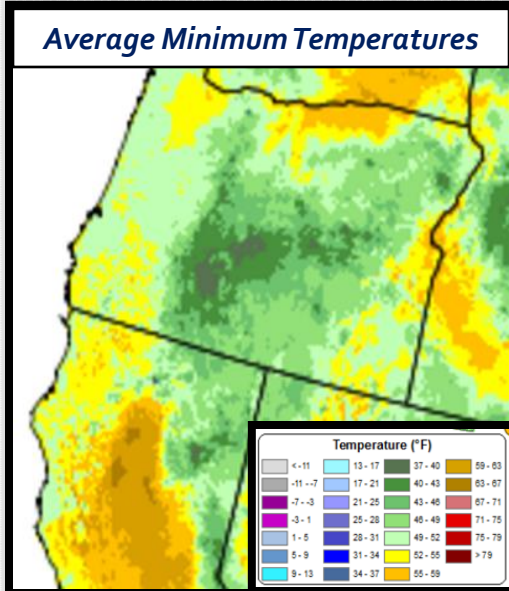 Average Minimum Temperatures
Temperature (°F)
< -11
-11 - -7
-7 - -3
-3 - 1
1 - 5
5 - 9
9 - 13
13 - 17
17 - 21
21 - 25
25 - 28
28 - 31
31 - 34
34 - 37
37 - 40
40 - 43
43 - 46
46 - 49
49 - 52
52 - 55
55 - 59
59 - 63
63 - 67
67 - 71
71 - 75
75 - 79
> 79